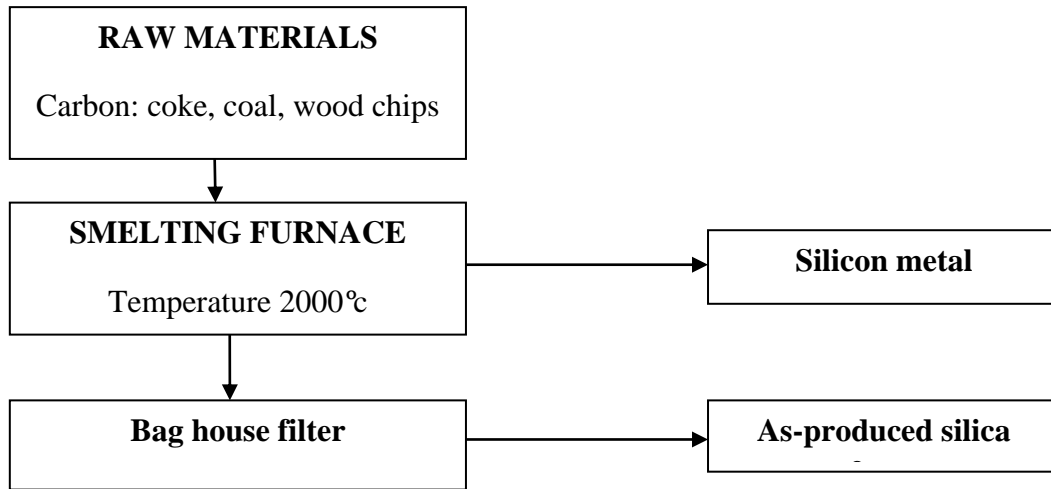 RAW MATERIALS
Carbon: coke, coal, wood chips
SMELTING FURNACE
Temperature 2000℃
Silicon metal
Bag house filter
As-produced silica